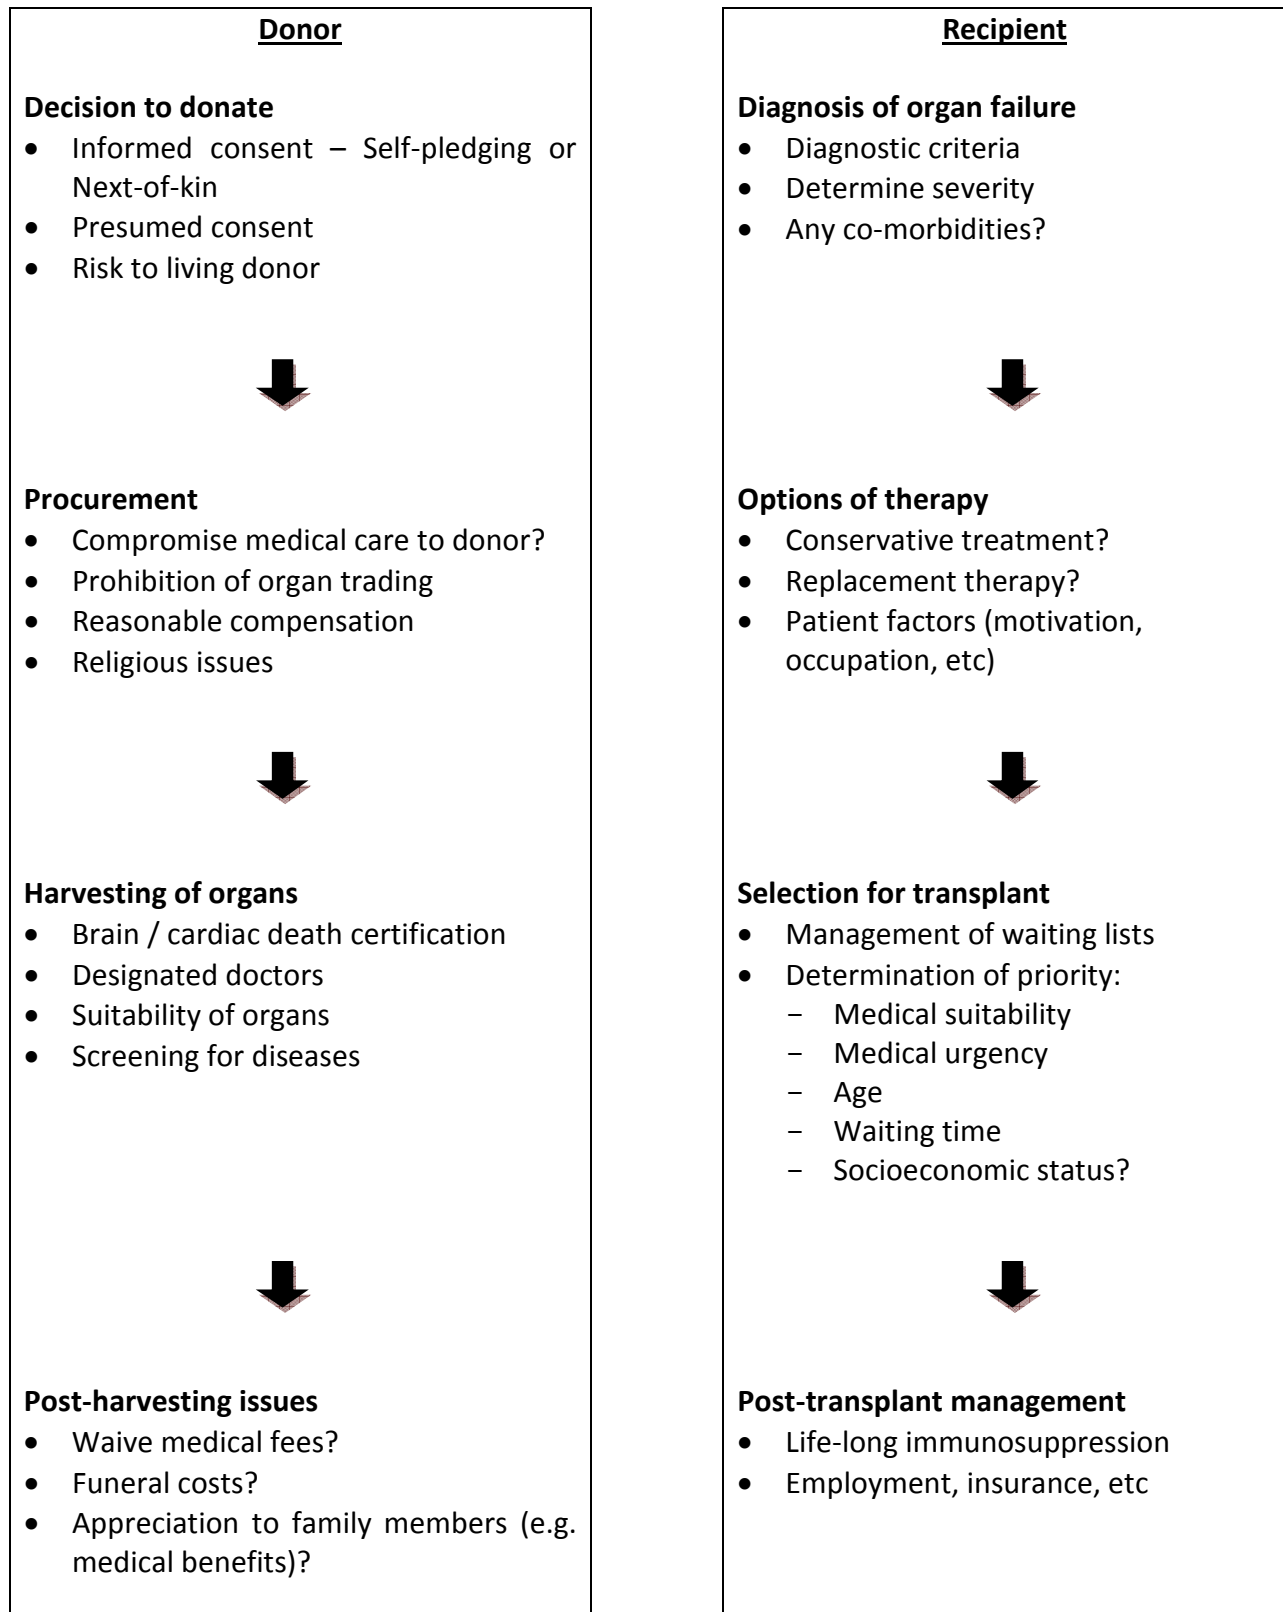 Donor
Decision to donate
• Informed consent – Self-pledging or
Next-of-kin
• Presumed consent
• Risk to living donor
Procurement
• Compromise medical care to donor?
• Prohibition of organ trading
• Reasonable compensation
• Religious issues
Harvesting of organs
• Brain / cardiac death certification
• Designated doctors
• Suitability of organs
• Screening for diseases
Post-harvesting issues
• Waive medical fees?
• Funeral costs?
• Appreciation to family members (e.g.
medical benefits)?
Recipient
Diagnosis of organ failure
• Diagnostic criteria
• Determine severity
• Any co-morbidities?
Options of therapy
• Conservative treatment?
• Replacement therapy?
• Patient factors (motivation,
occupation, etc)
Selection for transplant
• Management of waiting lists
• Determination of priority:
− Medical suitability
− Medical urgency
− Age
− Waiting time
− Socioeconomic status?
Post-transplant management
• Life-long immunosuppression
• Employment, insurance, etc